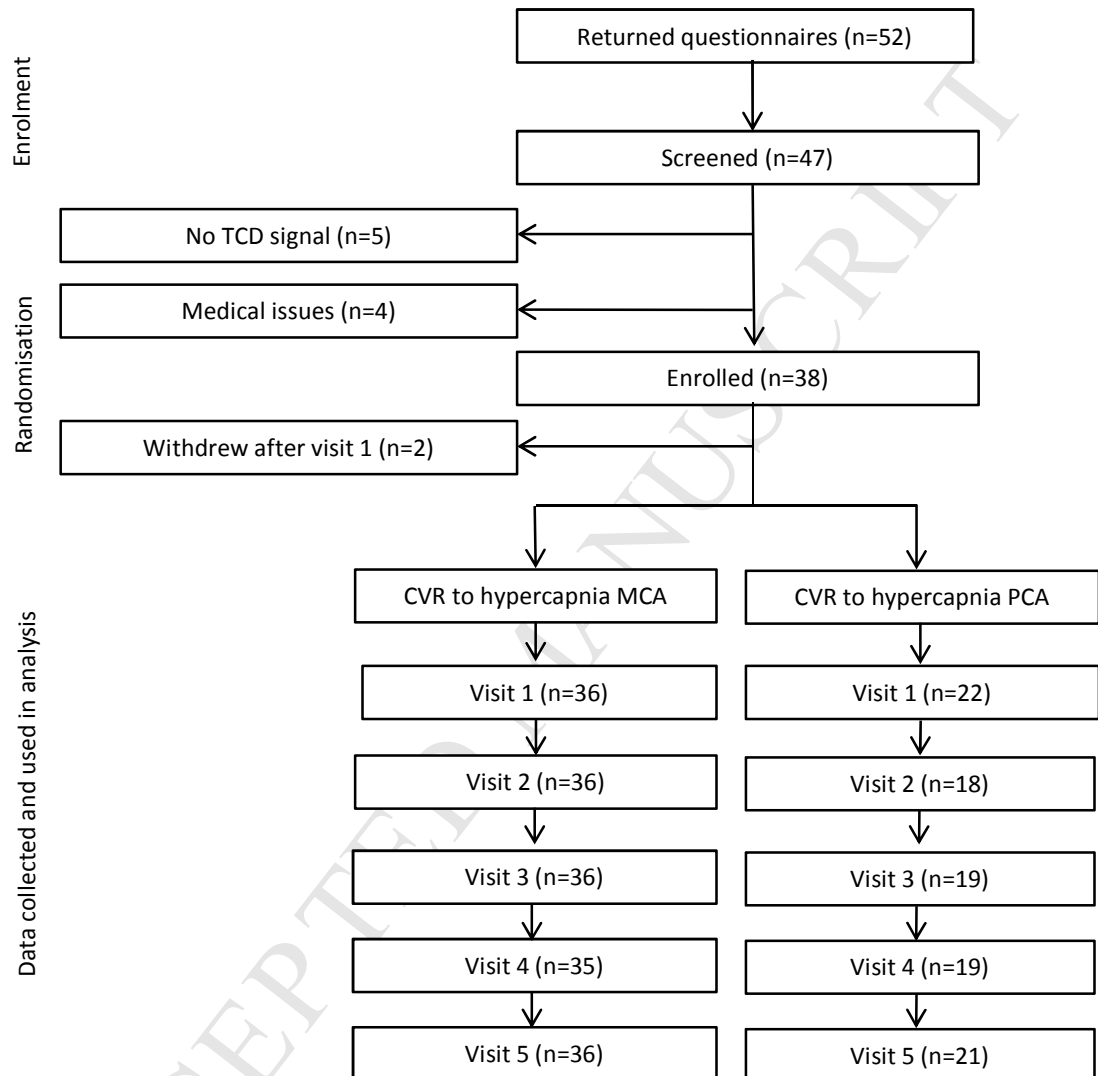 Enrolment
Returned questionnaires (n=52)
Screened (n=47)
No TCD signal (n=5)
Randomisation
Medical issues (n=4)
Enrolled (n=38)
Withdrew after visit 1 (n=2)
Data collected and used in analysis
CVR to hypercapnia MCA
CVR to hypercapnia PCA
Visit 1 (n=36)
Visit 1 (n=22)
Visit 2 (n=36)
Visit 2 (n=18)
Visit 3 (n=36)
Visit 3 (n=19)
Visit 4 (n=35)
Visit 4 (n=19)
Visit 5 (n=36)
Visit 5 (n=21)
EPTED MANUSCRIPT